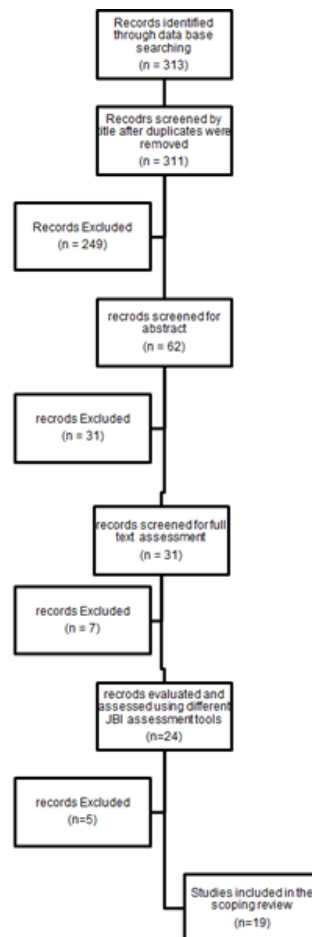 Records identified
through data base
searching
(n = 313)
Recodrs screened by
title after duplicates were
removed
(n = 311)
Records Excluded
(n = 249)
recrods screened for
abstract
(n = 62)
recrods Excluded
(n = 31)
records screened for full
text assessment
(n = 31)
records Excluded
(n = 7)
recrods evaluated and
assessed using different
JBI assessment tools
(n=24)
records Excluded
(n=5)
Studies included in the
scoping review
(n=19)